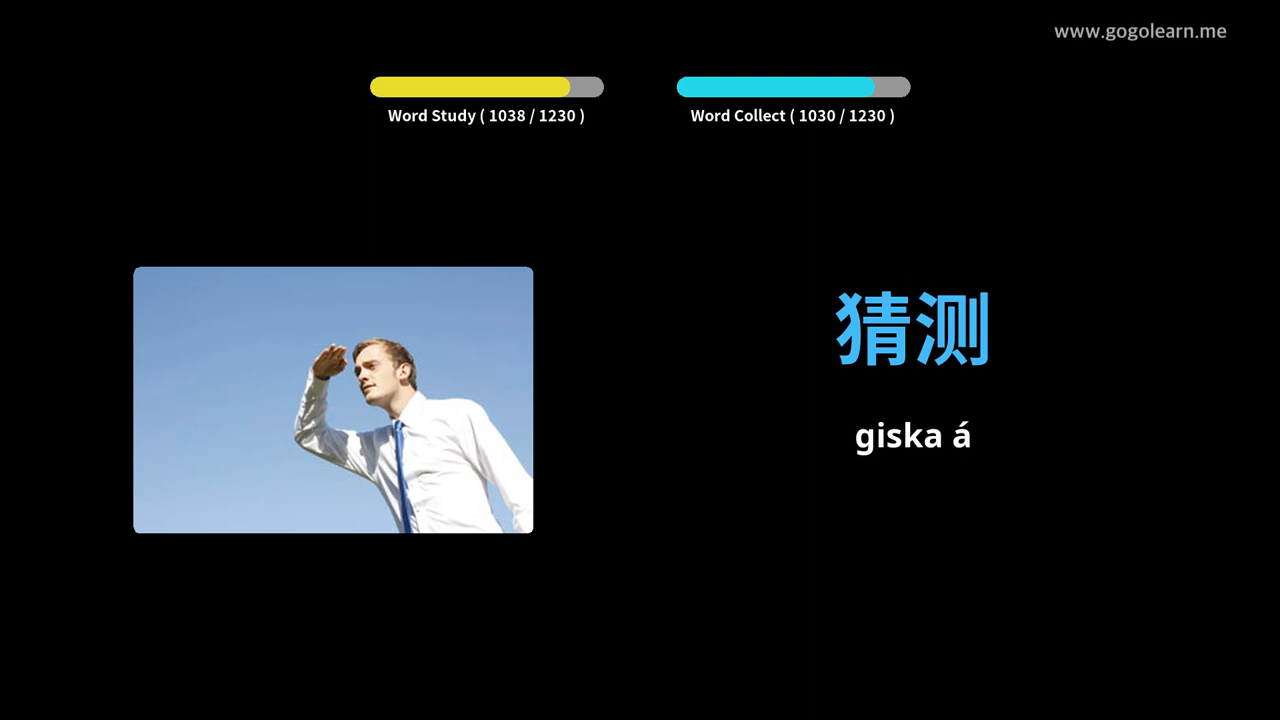 www.gogolearn.me
Word Study ( 1038 / 1230 )
Word Collect ( 1030 / 1230 )
猜测
giska á